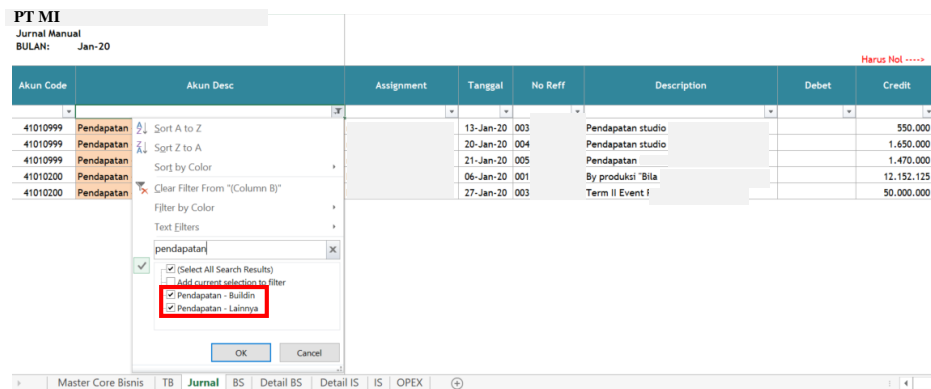 PT MI
Jurnal Manual
BULAN: Jan-20
Harus Nol ---->
Akun Code Akun Desc Assignment Tanggal No Reff Description Debet Credit
41010999 Pendapatan 13-Jan-20 003 Pendapatan studio 550.000
41010999 Pendapatan 20-Jan-20 004 Pendapatan studio 1.650.000
41010999 Pendapatan 21-Jan-20 005 Pendapatan 1.470.000
41010200 Pendapatan 06-Jan-20 001 By produksi "Bila 12.152.125
41010200 Pendapatan 27-Jan-20 003 Term II Event 50.000.000
Sort A to Z
Sort Z to A
Sort by Color
Clear Filter From "(Column B)"
Filter by Color
Text Filters
pendapatan
(Select All Search Results)
Add current selection to filter
Pendapatan - Buildin
Pendapatan - Lainnya
OK Cancel
Master Core Bisnis TB Jurnal BS Detail BS Detail IS IS OPEX